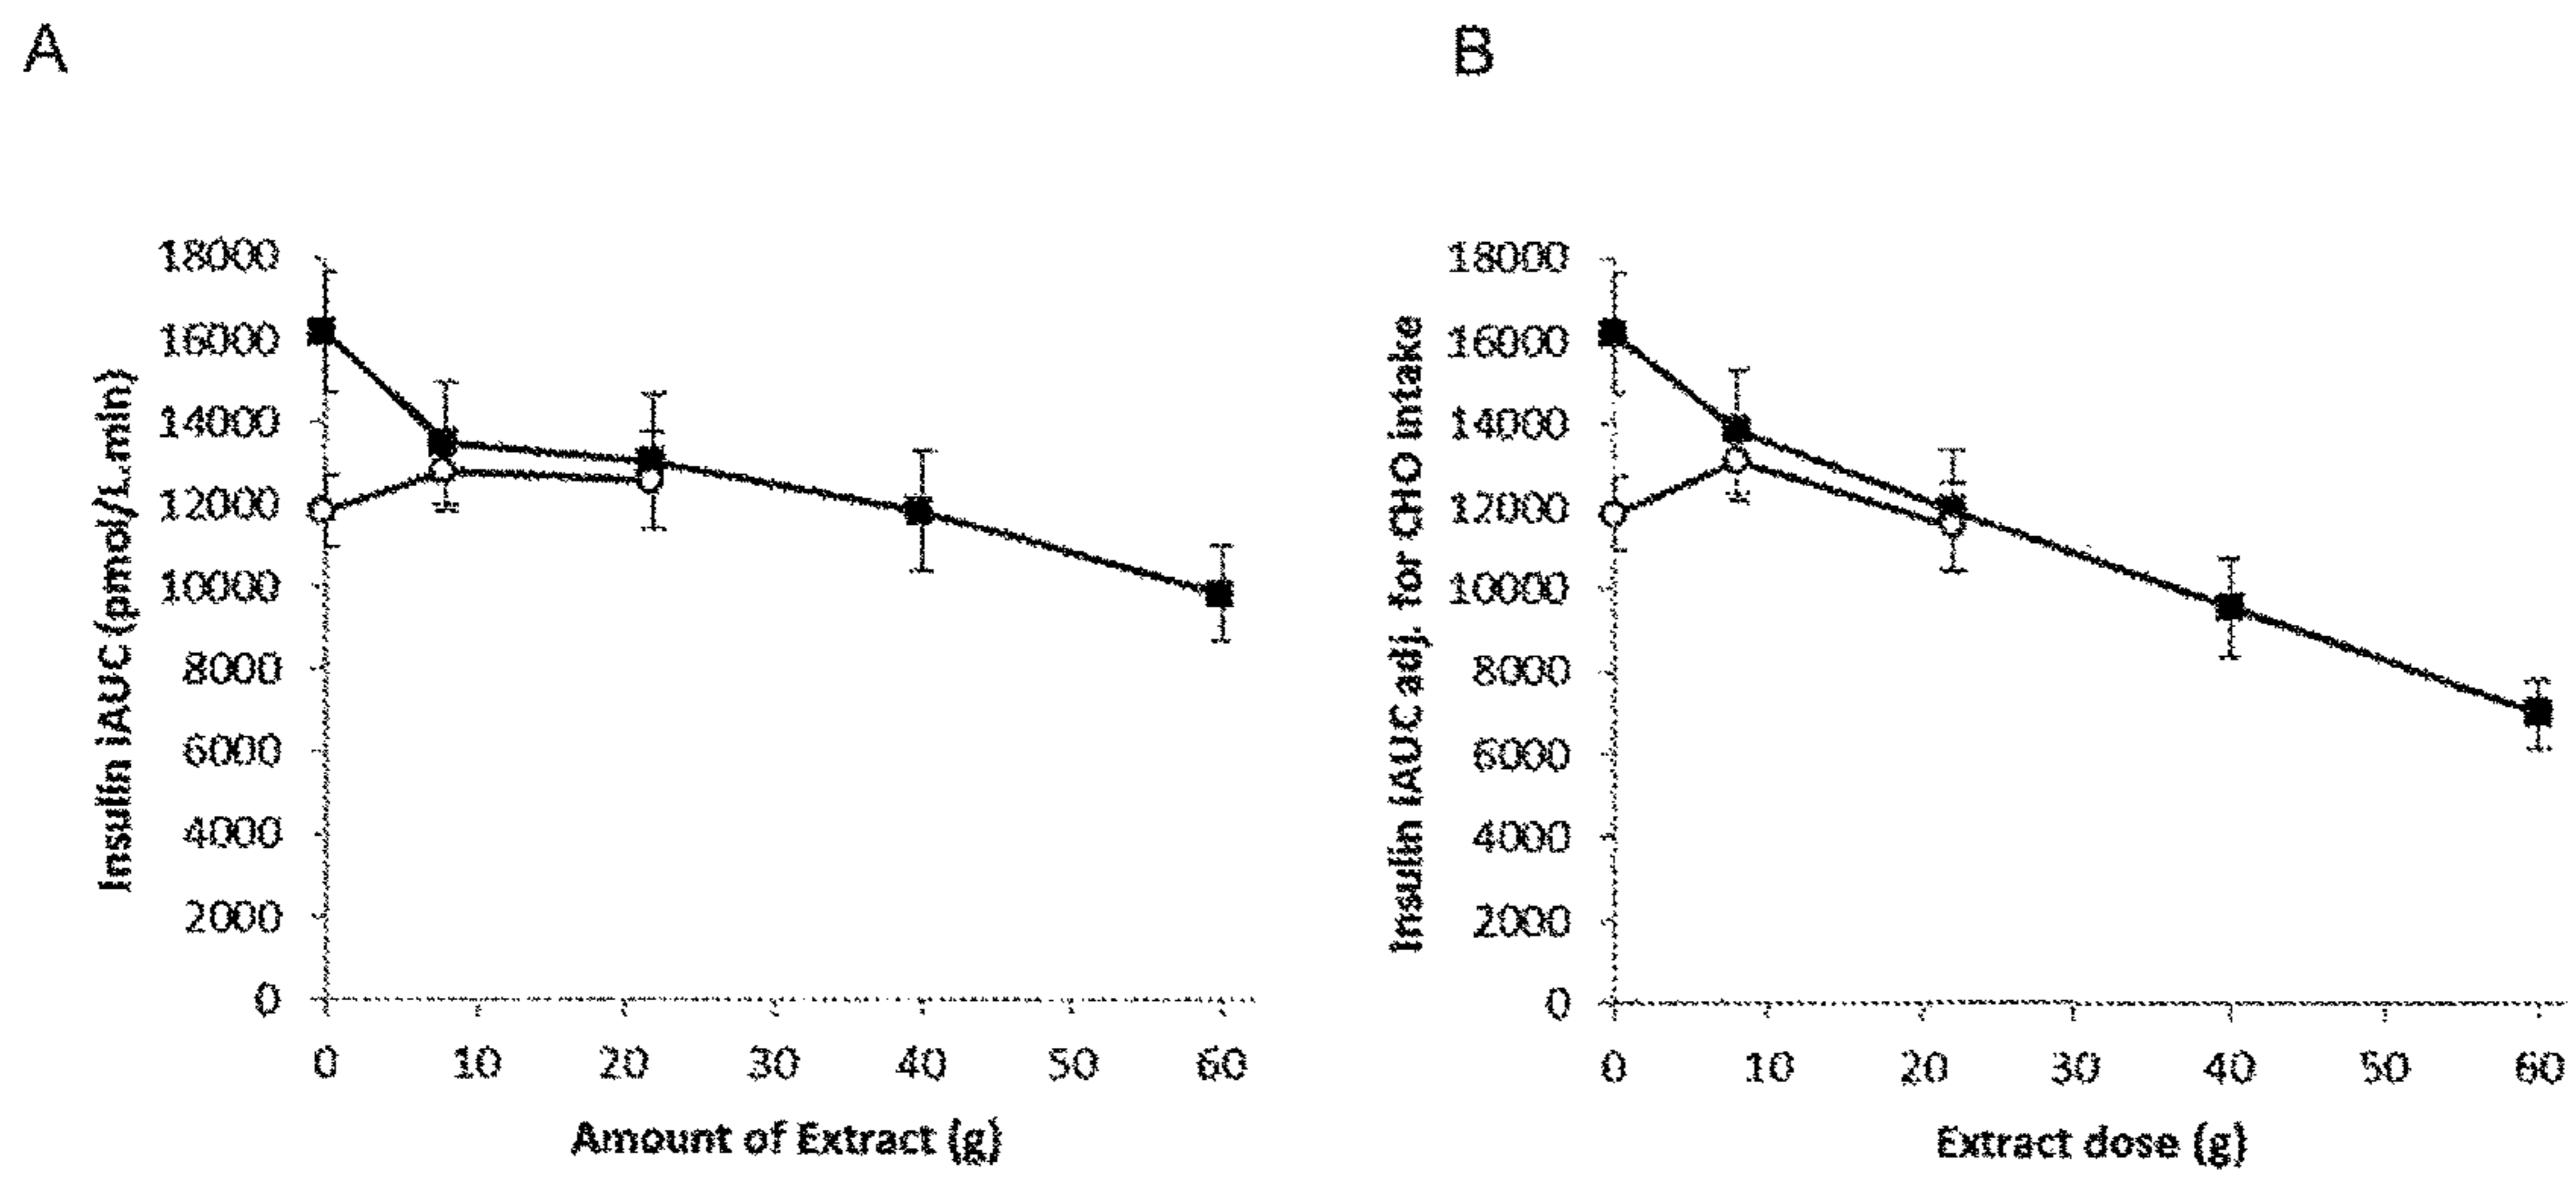 A
B
Insulin iAUC (pmol/L.min)
18000
16000
14000
12000
10000
8000
6000
4000
2000
0
0 10 20 30 40 50 60
Amount of Extract (g)
Insulin iAUC adj. for CHO intake
18000
16000
14000
12000
10000
8000
6000
4000
2000
0
0 10 20 30 40 50 60
Extract dose (g)